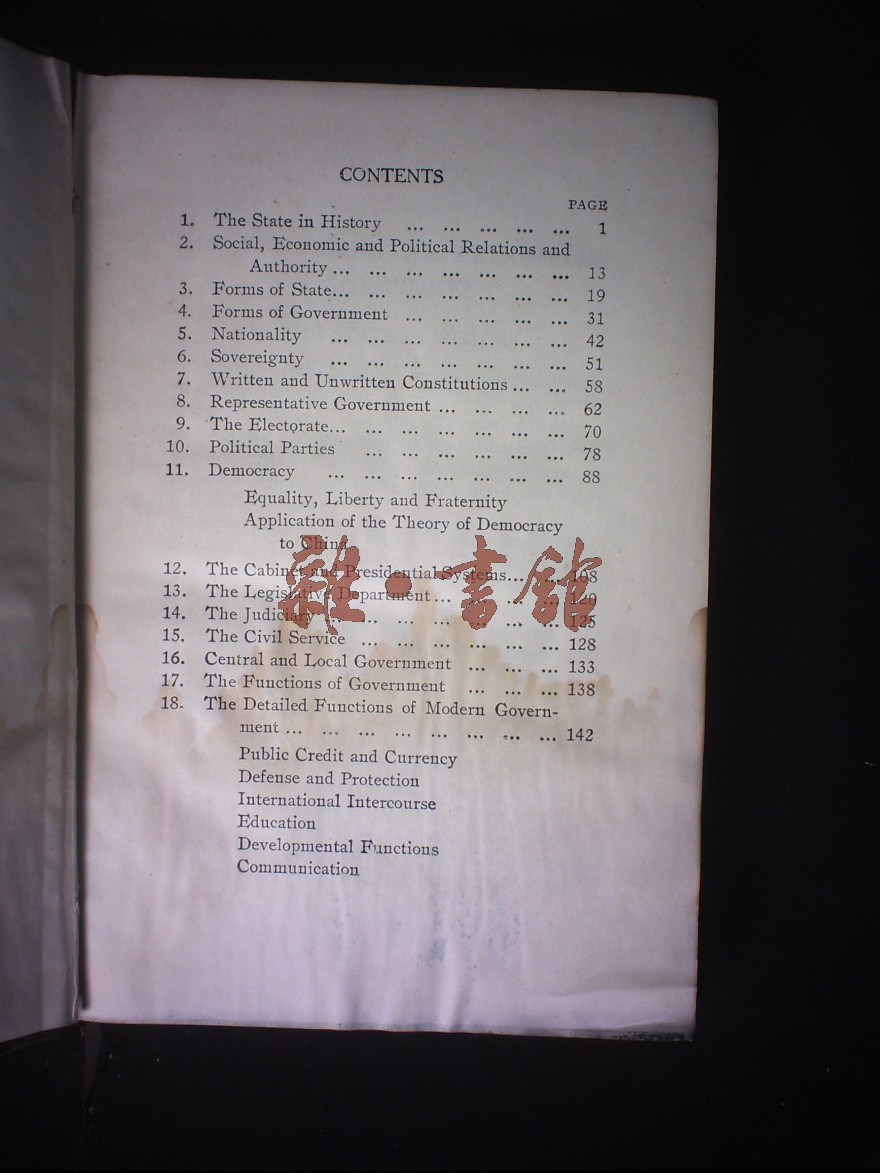 CONTENTS
PAGE
1. The State in History ... ... ... ... ... 1
2. Social, Economic and Political Relations and
Authority ... ... ... ... ... ... ... 13
3. Forms of State... ... ... ... ... ... ... 19
4. Forms of Government ... ... ... ... ... 31
5. Nationality ... ... ... ... ... ... ... 42
6. Sovereignty ... ... ... ... ... ... ... 51
7. Written and Unwritten Constitutions ... ... 58
8. Representative Government ... ... ... ... 62
9. The Electorate... ... ... ... ... ... ... 70
10. Political Parties ... ... ... ... ... ... 78
11. Democracy ... ... ... ... ... ... ... 88
Equality, Liberty and Fraternity
Application of the Theory of Democracy
to China
雜·書館
12. The Cabinet and Presidential Systems... ... 108
13. The Legislative Department ... ... ... ... 120
14. The Judiciary ... ... ... ... ... ... ... 125
15. The Civil Service ... ... ... ... ... ... 128
16. Central and Local Government ... ... ... 133
17. The Functions of Government ... ... ... 138
18. The Detailed Functions of Modern Govern-
ment ... ... ... ... ... ... ... ... 142
Public Credit and Currency
Defense and Protection
International Intercourse
Education
Developmental Functions
Communication